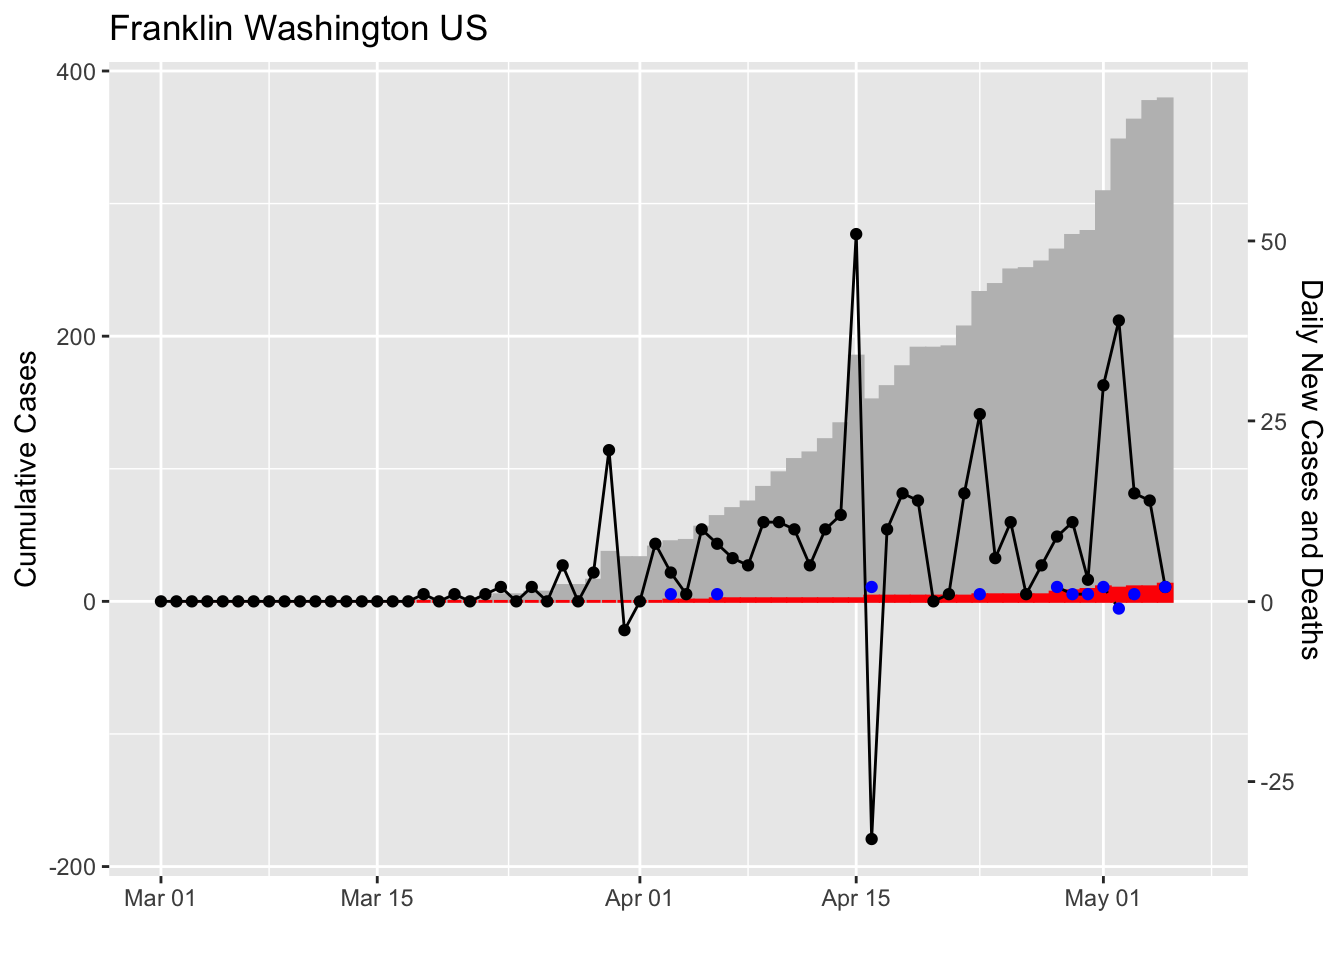 Franklin Washington US
400
200
0
-200
Cumulative Cases
50
25
0
-25
Daily New Cases and Deaths
Mar 01
Mar 15
Apr 01
Apr 15
May 01